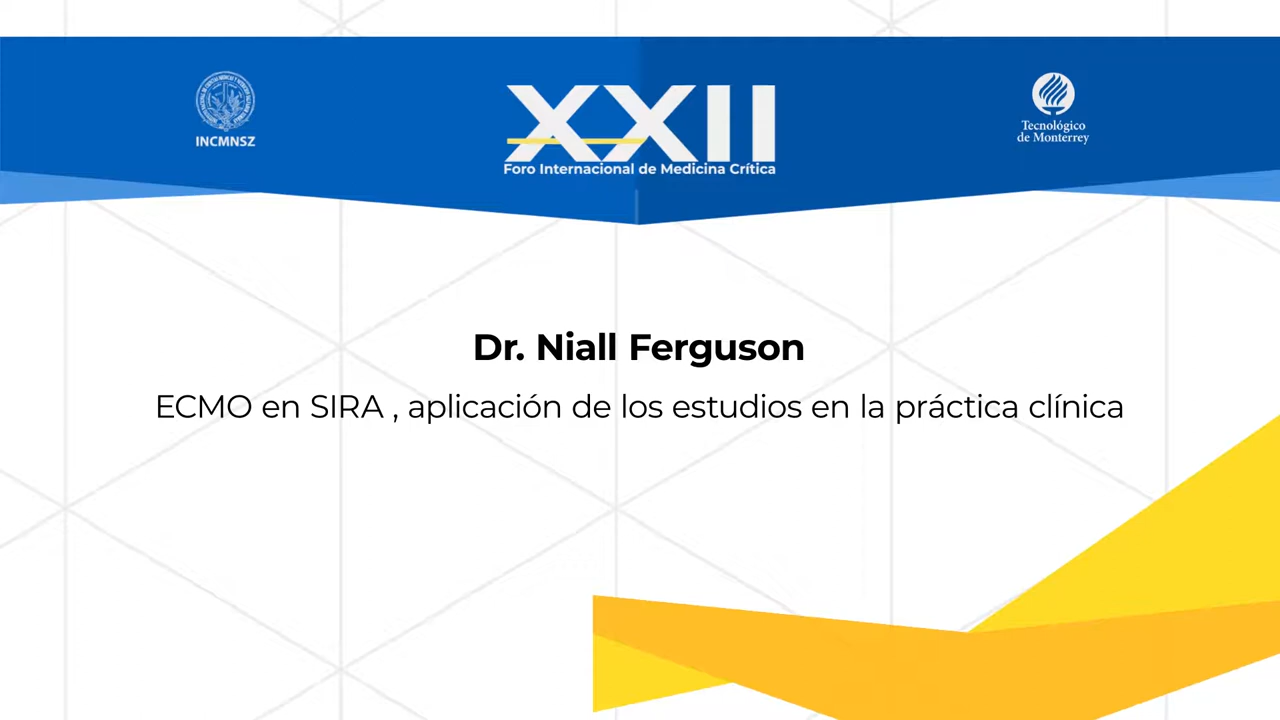 INCMNSZ
XXII
Foro Internacional de Medicina Crítica
Tecnológico
de Monterrey
Dr. Niall Ferguson
ECMO en SIRA , aplicación de los estudios en la práctica clínica